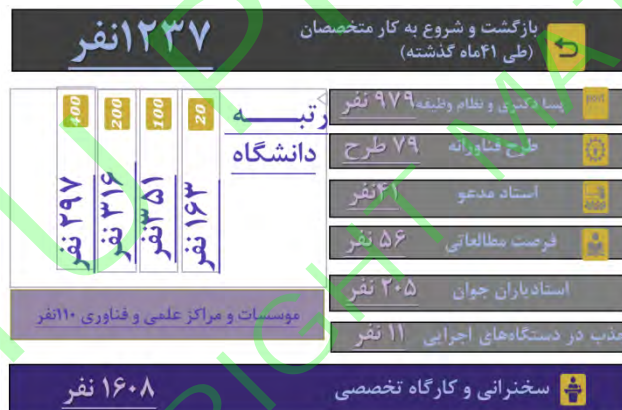 بازگشت و شروع به کار متخصصان
(طی ۴۱ماه گذشته)
۱۲۳۷نفر
پسا دکتری و نظام وظیفه ۹۷۹ نفر
طرح فناورانه ۷۹ طرح
استاد مدعو ۴۱نفر
فرصت مطالعاتی ۵۶ نفر
استادیاران جوان ۲۰۵ نفر
جذب در دستگاه‌های اجرایی ۱۱ نفر
رتبه
دانشگاه
20 ۱۶۳ نفر
100 ۳۵۱نفر
200 ۳۱۶ نفر
400 ۲۹۷ نفر
موسسات و مراکز علمی و فناوری ۱۱۰نفر
سخنرانی و کارگاه تخصصی ۱۶۰۸ نفر